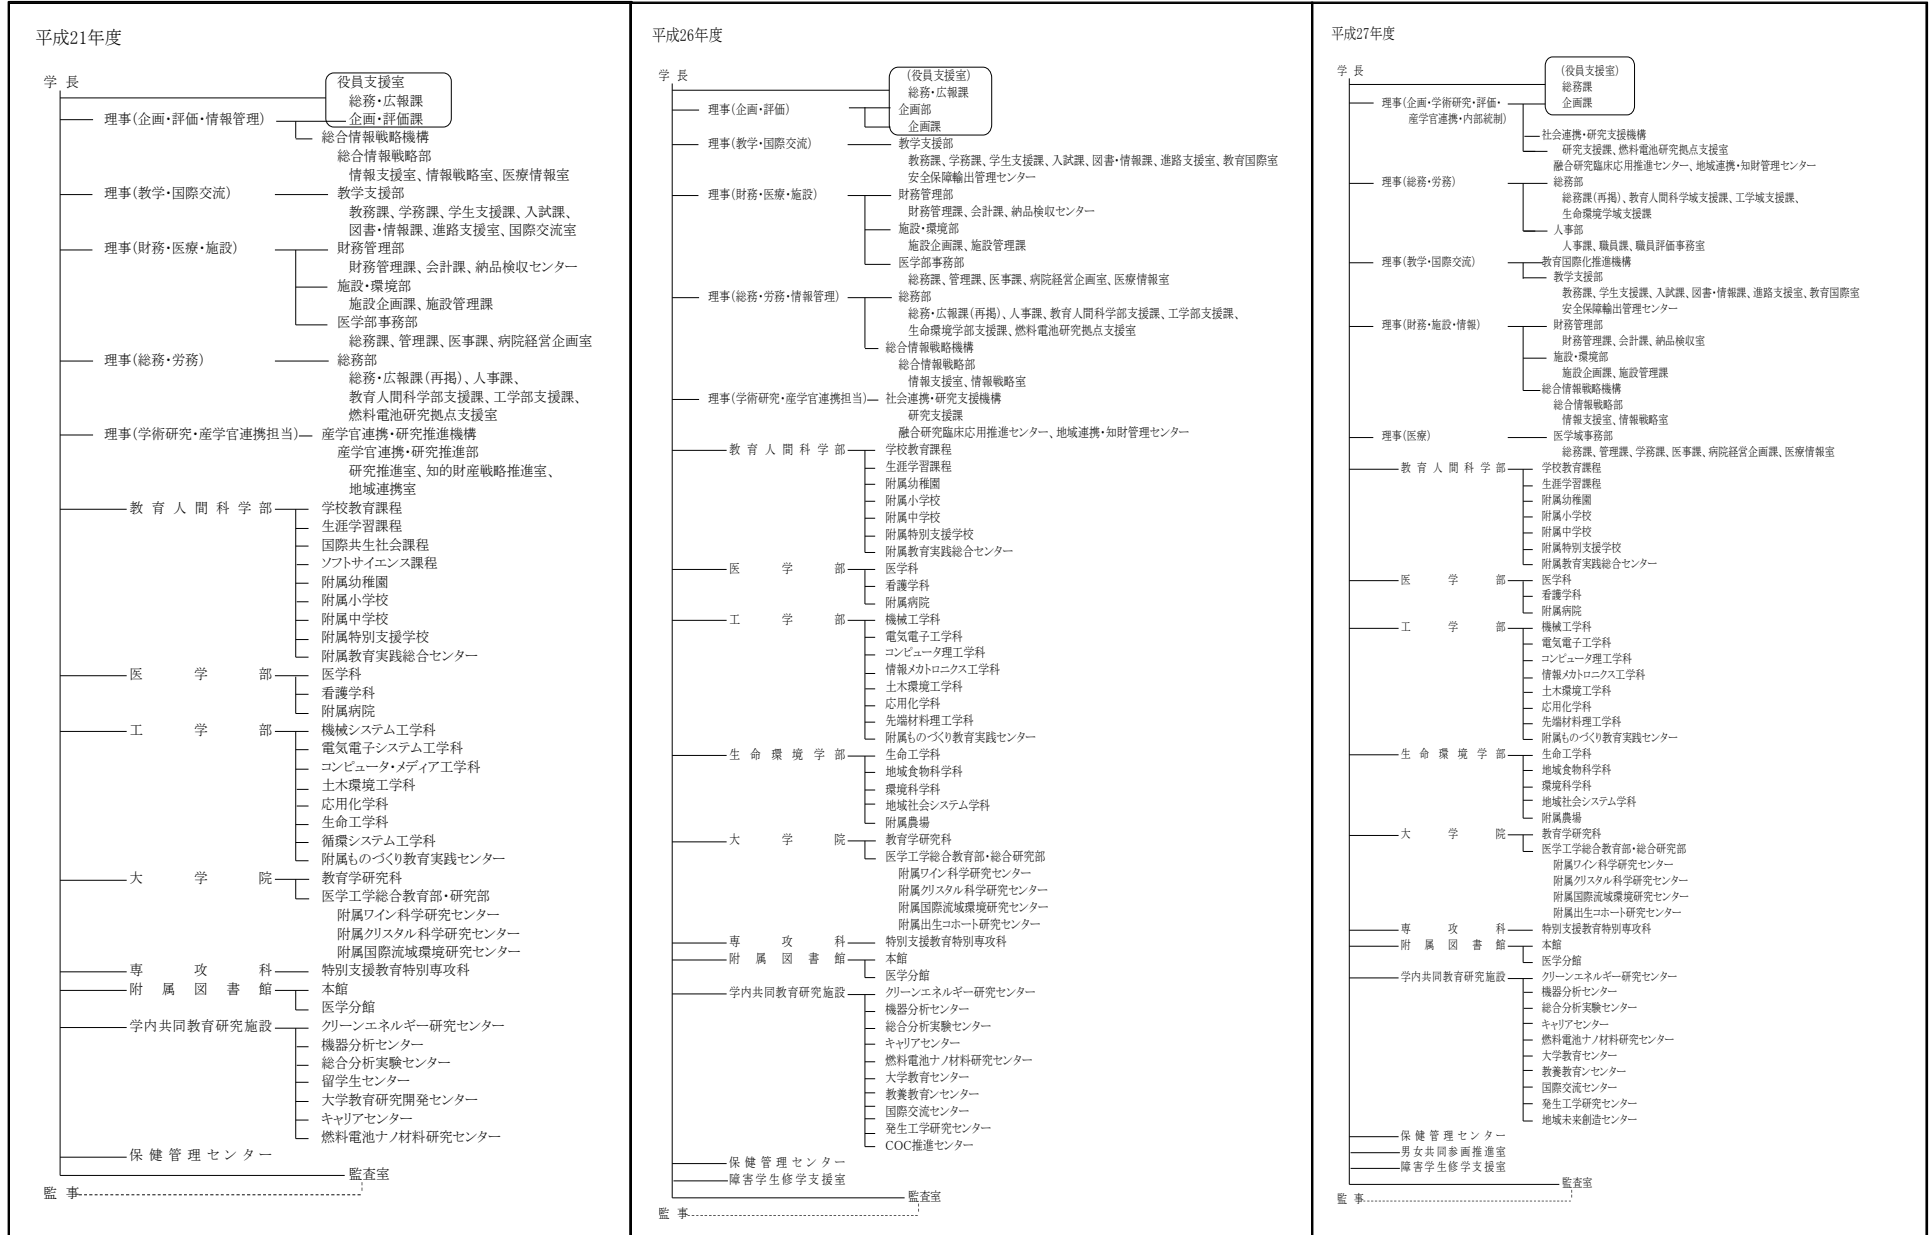 平成21年度
学 長
役員支援室
総務・広報課
理事(企画・評価・情報管理)
企画・評価課
総合情報戦略機構
総合情報戦略部
情報支援室、情報戦略室、医療情報室
理事(教学・国際交流)
教学支援部
教務課、学務課、学生支援課、入試課、
図書・情報課、進路支援室、国際交流室
理事(財務・医療・施設)
財務管理部
財務管理課、会計課、納品検収センター
施設・環境部
施設企画課、施設管理課
医学部事務部
総務課、管理課、医事課、病院経営企画室
理事(総務・労務)
総務部
総務・広報課(再掲)、人事課、
教育人間科学部支援課、工学部支援課、
燃料電池研究拠点支援室
理事(学術研究・産学官連携担当)
産学官連携・研究推進機構
産学官連携・研究推進部
研究推進室、知的財産戦略推進室、
地域連携室
教育人間科学部
学校教育課程
生涯学習課程
国際共生社会課程
ソフトサイエンス課程
附属幼稚園
附属小学校
附属中学校
附属特別支援学校
附属教育実践総合センター
医学部
医学科
看護学科
附属病院
工学部
機械システム工学科
電気電子システム工学科
コンピュータ・メディア工学科
土木環境工学科
応用化学科
生命工学科
循環システム工学科
附属ものづくり教育実践センター
大学院
教育学研究科
医学工学総合教育部・研究部
附属ワイン科学研究センター
附属クリスタル科学研究センター
附属国際流域環境研究センター
専攻科
特別支援教育特別専攻科
附属図書館
本館
医学分館
学内共同教育研究施設
クリーンエネルギー研究センター
機器分析センター
総合分析実験センター
留学生センター
大学教育研究開発センター
キャリアセンター
燃料電池ナノ材料研究センター
保健管理センター
監査室
監 事
平成26年度
学 長
(役員支援室)
総務・広報課
理事(企画・評価)
企画部
企画課
理事(教学・国際交流)
教学支援部
教務課、学務課、学生支援課、入試課、図書・情報課、進路支援室、教育国際室
安全保障輸出管理センター
理事(財務・医療・施設)
財務管理部
財務管理課、会計課、納品検収センター
施設・環境部
施設企画課、施設管理課
医学部事務部
総務課、管理課、医事課、病院経営企画室、医療情報室
理事(総務・労務・情報管理)
総務部
総務・広報課(再掲)、人事課、教育人間科学部支援課、工学部支援課、
生命環境学部支援課、燃料電池研究拠点支援室
総合情報戦略機構
総合情報戦略部
情報支援室、情報戦略室
理事(学術研究・産学官連携担当)
社会連携・研究支援機構
研究支援課
融合研究臨床応用推進センター、地域連携・知財管理センター
教育人間科学部
学校教育課程
生涯学習課程
附属幼稚園
附属小学校
附属中学校
附属特別支援学校
附属教育実践総合センター
医学部
医学科
看護学科
附属病院
工学部
機械工学科
電気電子工学科
コンピュータ理工学科
情報メカトロニクス工学科
土木環境工学科
応用化学科
先端材料理工学科
附属ものづくり教育実践センター
生命環境学部
生命工学科
地域食物科学科
環境科学科
地域社会システム学科
附属農場
大学院
教育学研究科
医学工学総合教育部・総合研究部
附属ワイン科学研究センター
附属クリスタル科学研究センター
附属国際流域環境研究センター
附属出生コホート研究センター
専攻科
特別支援教育特別専攻科
附属図書館
本館
医学分館
学内共同教育研究施設
クリーンエネルギー研究センター
機器分析センター
総合分析実験センター
キャリアセンター
燃料電池ナノ材料研究センター
大学教育センター
教養教育ンセンター
国際交流センター
発生工学研究センター
COC推進センター
保健管理センター
障害学生修学支援室
監査室
監 事
平成27年度
学 長
(役員支援室)
総務課
企画課
理事(企画・学術研究・評価・
産学官連携・内部統制)
社会連携・研究支援機構
研究支援課、燃料電池研究拠点支援室
融合研究臨床応用推進センター、地域連携・知財管理センター
理事(総務・労務)
総務部
総務課(再掲)、教育人間科学域支援課、工学域支援課、
生命環境学域支援課
人事部
人事課、職員課、職員評価事務室
理事(教学・国際交流)
教育国際化推進機構
教学支援部
教務課、学生支援課、入試課、図書・情報課、進路支援室、教育国際室
安全保障輸出管理センター
理事(財務・施設・情報)
財務管理部
財務管理課、会計課、納品検収室
施設・環境部
施設企画課、施設管理課
総合情報戦略機構
総合情報戦略部
情報支援室、情報戦略室
理事(医療)
医学域事務部
総務課、管理課、学務課、医事課、病院経営企画課、医療情報室
教育人間科学部
学校教育課程
生涯学習課程
附属幼稚園
附属小学校
附属中学校
附属特別支援学校
附属教育実践総合センター
医学部
医学科
看護学科
附属病院
工学部
機械工学科
電気電子工学科
コンピュータ理工学科
情報メカトロニクス工学科
土木環境工学科
応用化学科
先端材料理工学科
附属ものづくり教育実践センター
生命環境学部
生命工学科
地域食物科学科
環境科学科
地域社会システム学科
附属農場
大学院
教育学研究科
医学工学総合教育部・総合研究部
附属ワイン科学研究センター
附属クリスタル科学研究センター
附属国際流域環境研究センター
附属出生コホート研究センター
専攻科
特別支援教育特別専攻科
附属図書館
本館
医学分館
学内共同教育研究施設
クリーンエネルギー研究センター
機器分析センター
総合分析実験センター
キャリアセンター
燃料電池ナノ材料研究センター
大学教育センター
教養教育ンセンター
国際交流センター
発生工学研究センター
地域未来創造センター
保健管理センター
男女共同参画推進室
障害学生修学支援室
監査室
監 事